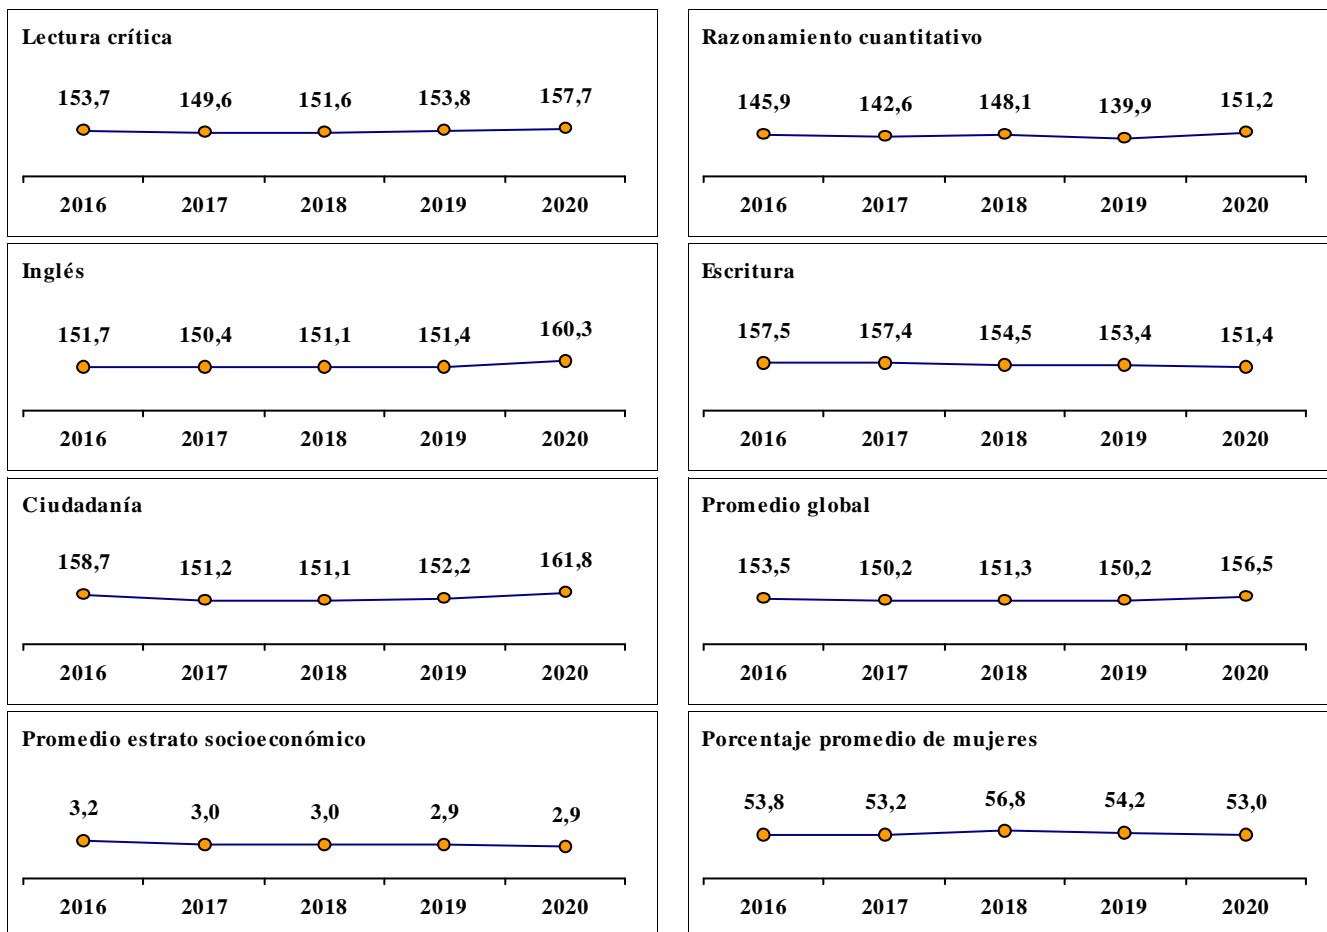 Lectura crítica
153,7 149,6 151,6 153,8 157,7
2016 2017 2018 2019 2020
Razonamiento cuantitativo
145,9 142,6 148,1 139,9 151,2
2016 2017 2018 2019 2020
Inglés
151,7 150,4 151,1 151,4 160,3
2016 2017 2018 2019 2020
Escritura
157,5 157,4 154,5 153,4 151,4
2016 2017 2018 2019 2020
Ciudadanía
158,7 151,2 151,1 152,2 161,8
2016 2017 2018 2019 2020
Promedio global
153,5 150,2 151,3 150,2 156,5
2016 2017 2018 2019 2020
Promedio estrato socioeconómico
3,2 3,0 3,0 2,9 2,9
2016 2017 2018 2019 2020
Porcentaje promedio de mujeres
53,8 53,2 56,8 54,2 53,0
2016 2017 2018 2019 2020